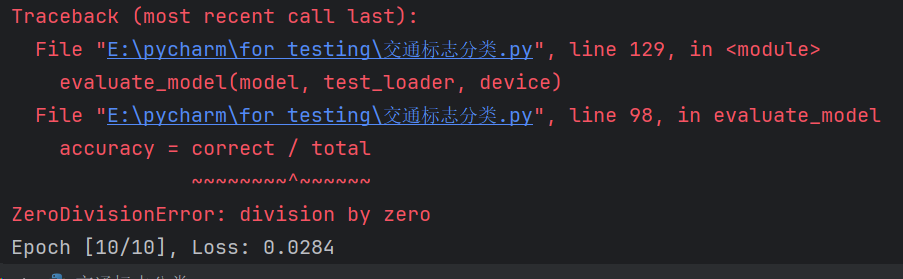 Traceback (most recent call last):
  File "E:\pycharm\for testing\交通标志分类.py", line 129, in <module>
    evaluate_model(model, test_loader, device)
  File "E:\pycharm\for testing\交通标志分类.py", line 98, in evaluate_model
    accuracy = correct / total
               ~~~~~~~~^~~~~~~
ZeroDivisionError: division by zero
Epoch [10/10], Loss: 0.0284